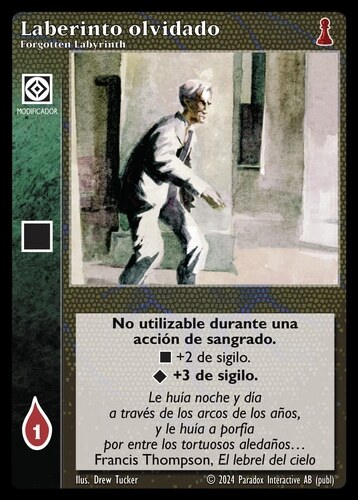 Laberinto olvidado
Forgotten Labyrinth
MODIFICADOR
No utilizable durante una
acción de sangrado.
+2 de sigilo.
+3 de sigilo.
Le huía noche y día
a través de los arcos de los años,
y le huía a porfía
por entre los tortuosos aledaños…
Francis Thompson, El lebrel del cielo
1
Ilus. Drew Tucker
© 2024 Paradox Interactive AB (publ)